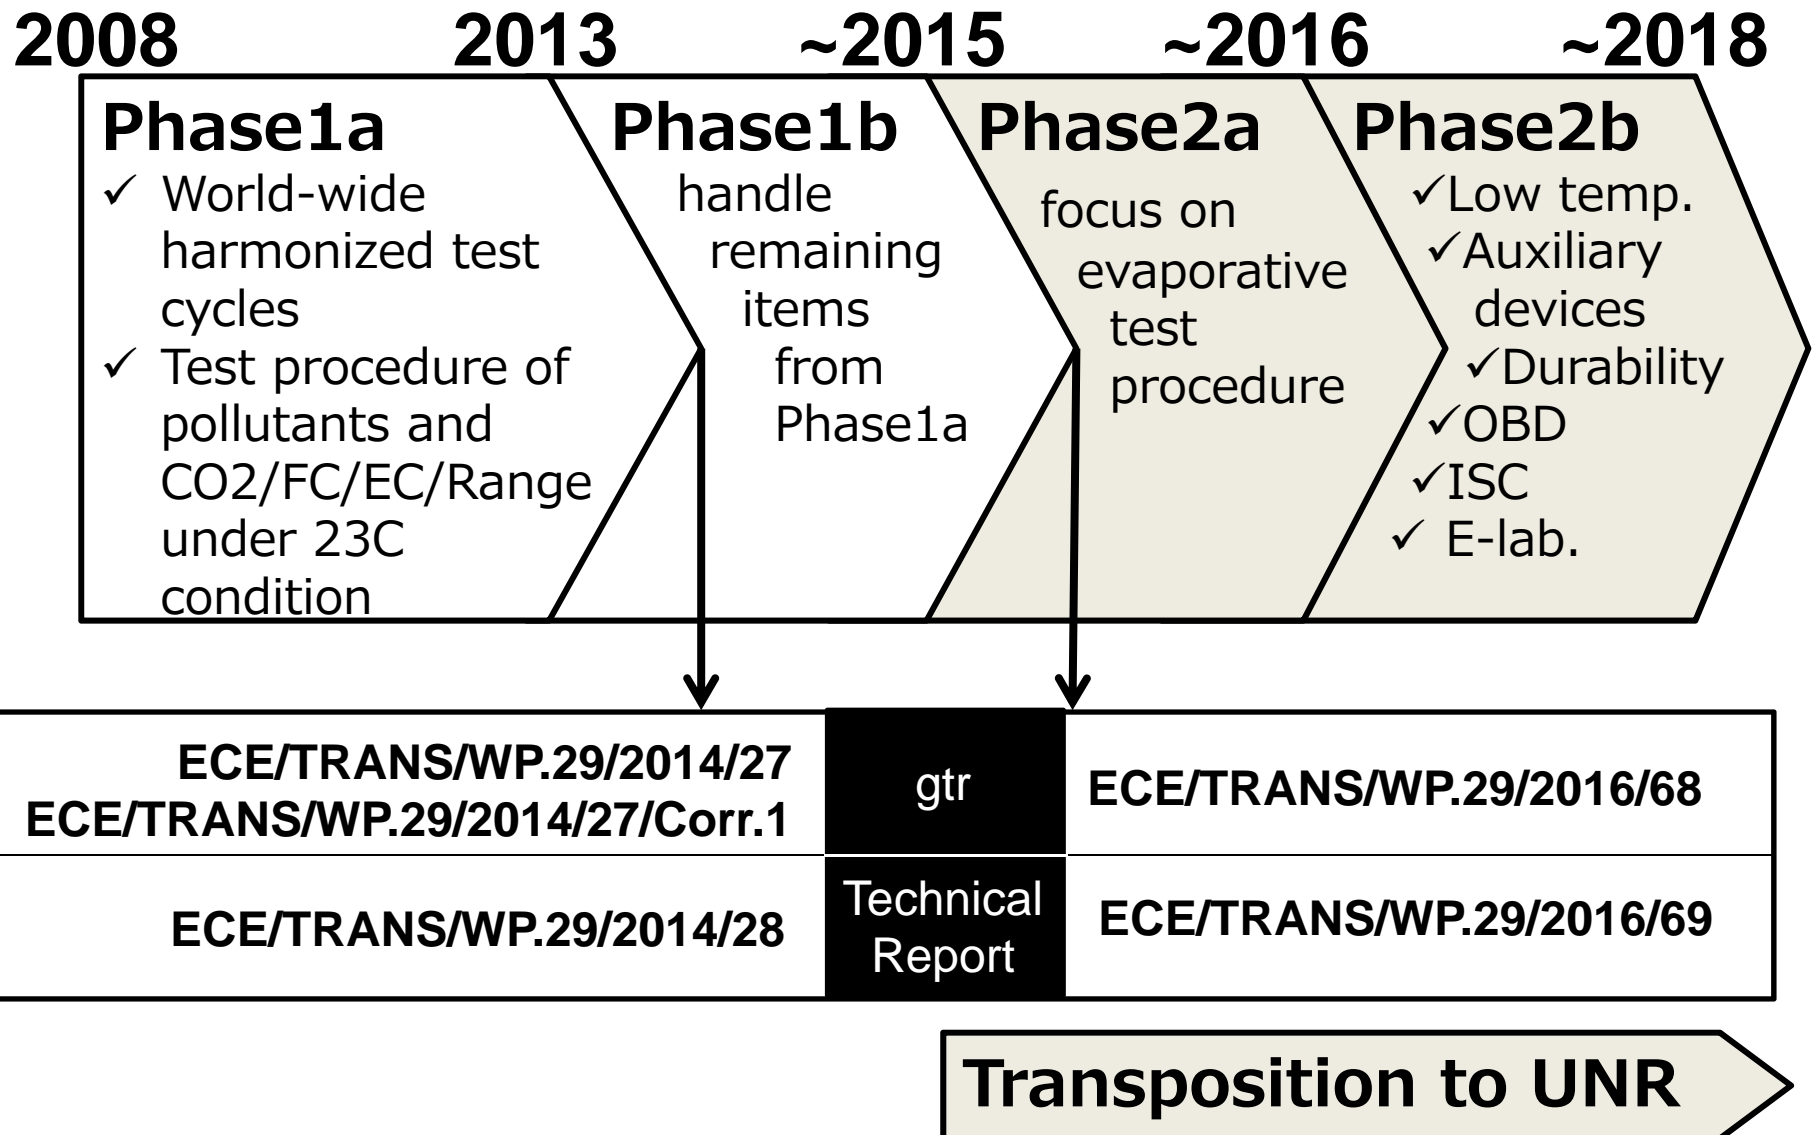 2008 2013 ~2015 ~2016 ~2018
Phase1a
✓ World-wide
harmonized test
cycles
✓ Test procedure of
pollutants and
CO2/FC/EC/Range
under 23C
condition
Phase1b
handle
remaining
items
from
Phase1a
Phase2a
focus on
evaporative
test
procedure
Phase2b
✓Low temp.
✓Auxiliary
devices
✓Durability
✓OBD
✓ISC
✓ E-lab.
ECE/TRANS/WP.29/2014/27
ECE/TRANS/WP.29/2014/27/Corr.1
gtr
ECE/TRANS/WP.29/2016/68
ECE/TRANS/WP.29/2014/28
Technical
Report
ECE/TRANS/WP.29/2016/69
Transposition to UNR